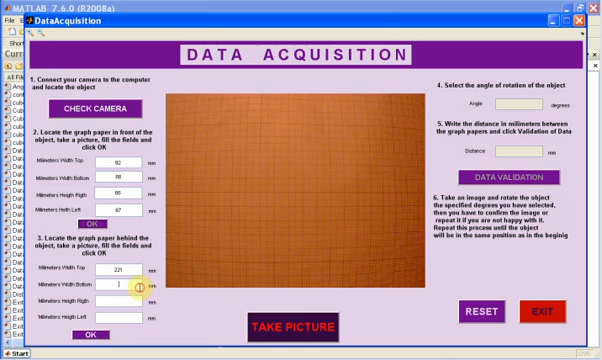 MATLAB 7.6.0 (R2008a)
File
DataAcquisition
Short
Curr
All File
DATA ACQUISITION
1. Connect your camera to the computer
and locate the object
CHECK CAMERA
2. Locate the graph paper in front of the
object, take a picture, fill the fields and
click OK
Milimeters Width Top 92 mm
Milimeters Width Bottom 88 mm
Milimeters Heigth Rigth 66 mm
Milimeters Heith Left 67 mm
OK
3. Locate the graph paper behind the
object, take a picture, fill the fields and
click OK
Milimeters Width Top 221 mm
Milimeters Width Bottom mm
Milimeters Heigth Rigth mm
Milimeters Heigth Left mm
OK
TAKE PICTURE
4. Select the angle of rotation of the object
Angle degrees
5. Write the distance in milimeters between
the graph papers and click Validation of Data
Distance mm
DATA VALIDATION
6. Take an image and rotate the object
the specified degrees you have selected,
then you have to confirm the image or
repeat it if you are not happy with it.
Repeat this process until the object
will be in the same position as in the beginig
RESET
EXIT
Start
OVR